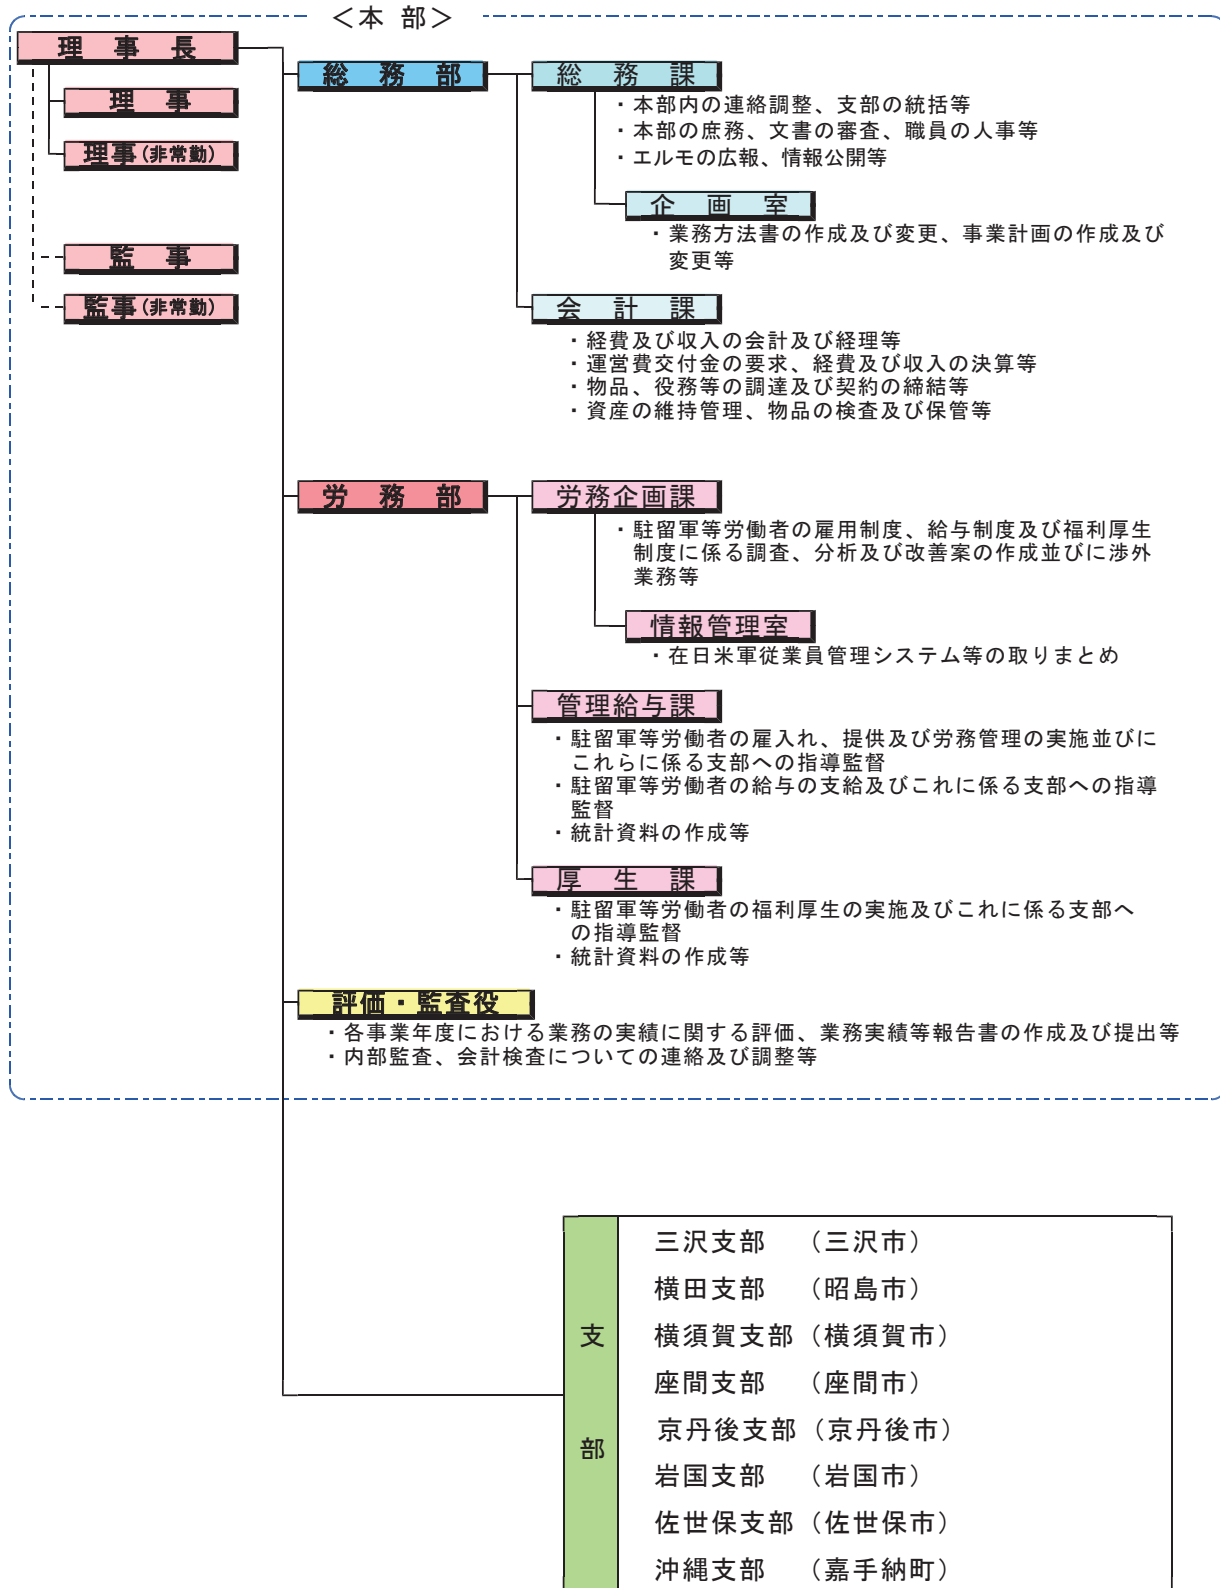 ＜本 部＞
理 事 長
理 事
理事(非常勤)
監 事
監事(非常勤)
総 務 部
総 務 課
・本部内の連絡調整、支部の統括等
・本部の庶務、文書の審査、職員の人事等
・エルモの広報、情報公開等
企 画 室
・業務方法書の作成及び変更、事業計画の作成及び
変更等
会 計 課
・経費及び収入の会計及び経理等
・運営費交付金の要求、経費及び収入の決算等
・物品、役務等の調達及び契約の締結等
・資産の維持管理、物品の検査及び保管等
労 務 部
労務企画課
・駐留軍等労働者の雇用制度、給与制度及び福利厚生
制度に係る調査、分析及び改善案の作成並びに渉外
業務等
情報管理室
・在日米軍従業員管理システム等の取りまとめ
管理給与課
・駐留軍等労働者の雇入れ、提供及び労務管理の実施並びに
これらに係る支部への指導監督
・駐留軍等労働者の給与の支給及びこれに係る支部への指導
監督
・統計資料の作成等
厚 生 課
・駐留軍等労働者の福利厚生の実施及びこれに係る支部へ
の指導監督
・統計資料の作成等
評価・監査役
・各事業年度における業務の実績に関する評価、業務実績等報告書の作成及び提出等
・内部監査、会計検査についての連絡及び調整等
支
部
三沢支部 （三沢市）
横田支部 （昭島市）
横須賀支部（横須賀市）
座間支部 （座間市）
京丹後支部（京丹後市）
岩国支部 （岩国市）
佐世保支部（佐世保市）
沖縄支部 （嘉手納町）